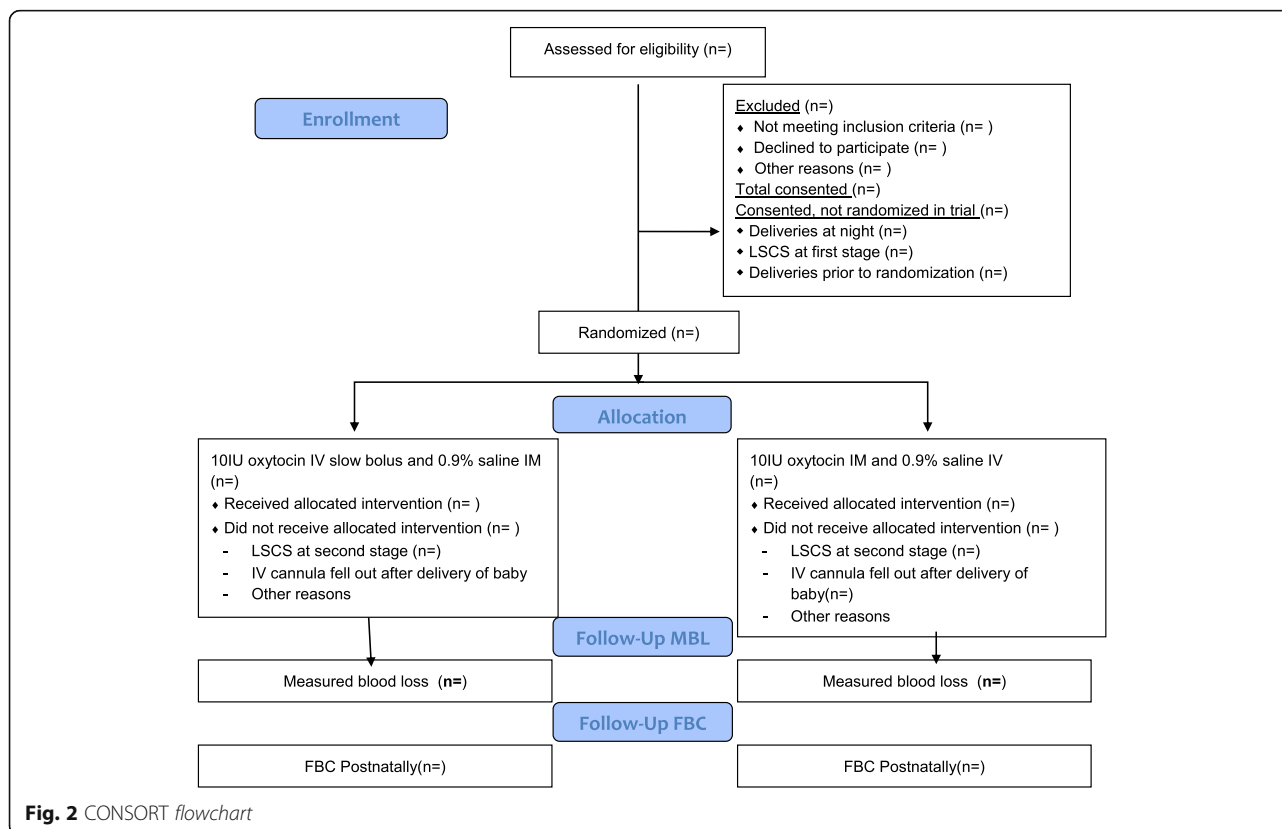 Assessed for eligibility (n=)
Enrollment
Excluded (n=)
♦ Not meeting inclusion criteria (n= )
♦ Declined to participate (n= )
♦ Other reasons (n= )
Total consented (n=)
Consented, not randomized in trial (n=)
♦ Deliveries at night (n=)
♦ LSCS at first stage (n=)
♦ Deliveries prior to randomization (n=)
Randomized (n=)
Allocation
10IU oxytocin IV slow bolus and 0.9% saline IM
(n=)
♦ Received allocated intervention (n= )
♦ Did not receive allocated intervention (n= )
- LSCS at second stage (n=)
- IV cannula fell out after delivery of baby
- Other reasons
10IU oxytocin IM and 0.9% saline IV
(n=)
♦ Received allocated intervention (n=)
♦ Did not receive allocated intervention (n= )
- LSCS at second stage (n=)
- IV cannula fell out after delivery of
baby(n=)
- Other reasons
Follow-Up MBL
Measured blood loss (n=)
Measured blood loss (n=)
Follow-Up FBC
FBC Postnatally(n=)
FBC Postnatally(n=)
Fig. 2 CONSORT flowchart